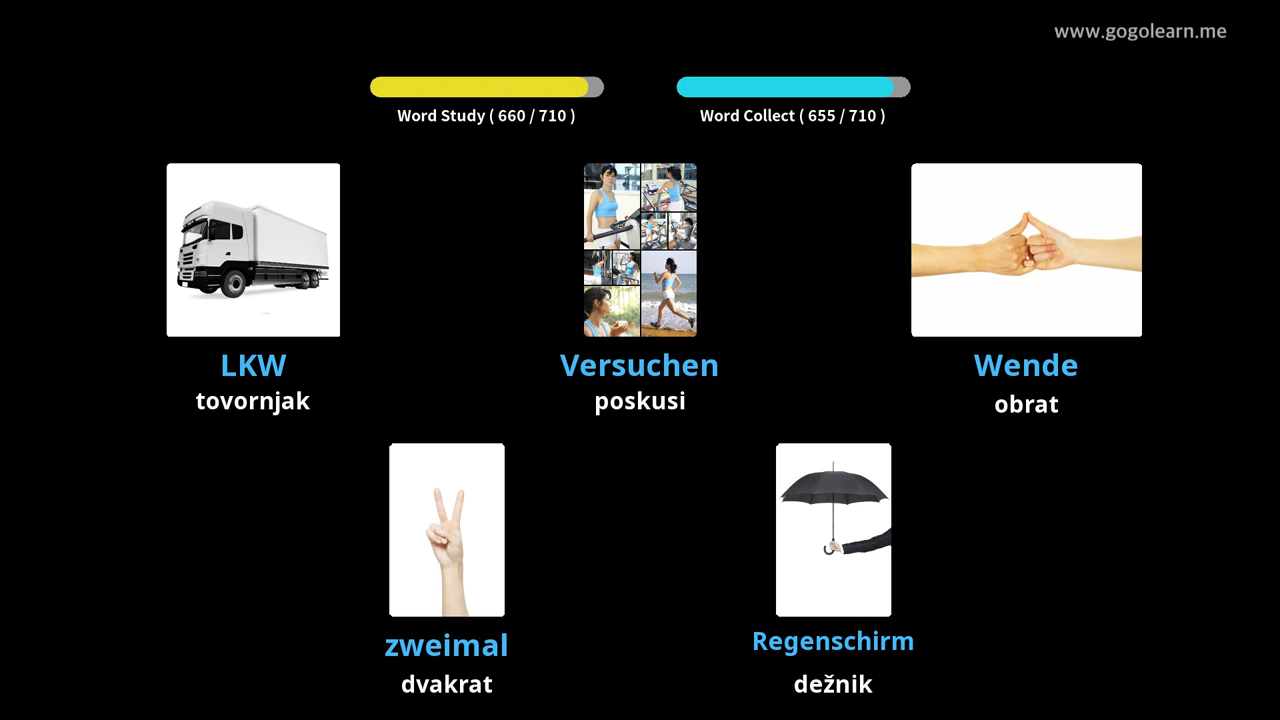 www.gogolearn.me
Word Study ( 660 / 710 )
Word Collect ( 655 / 710 )
LKW
tovornjak
Versuchen
poskusi
Wende
obrat
zweimal
dvakrat
Regenschirm
dežnik